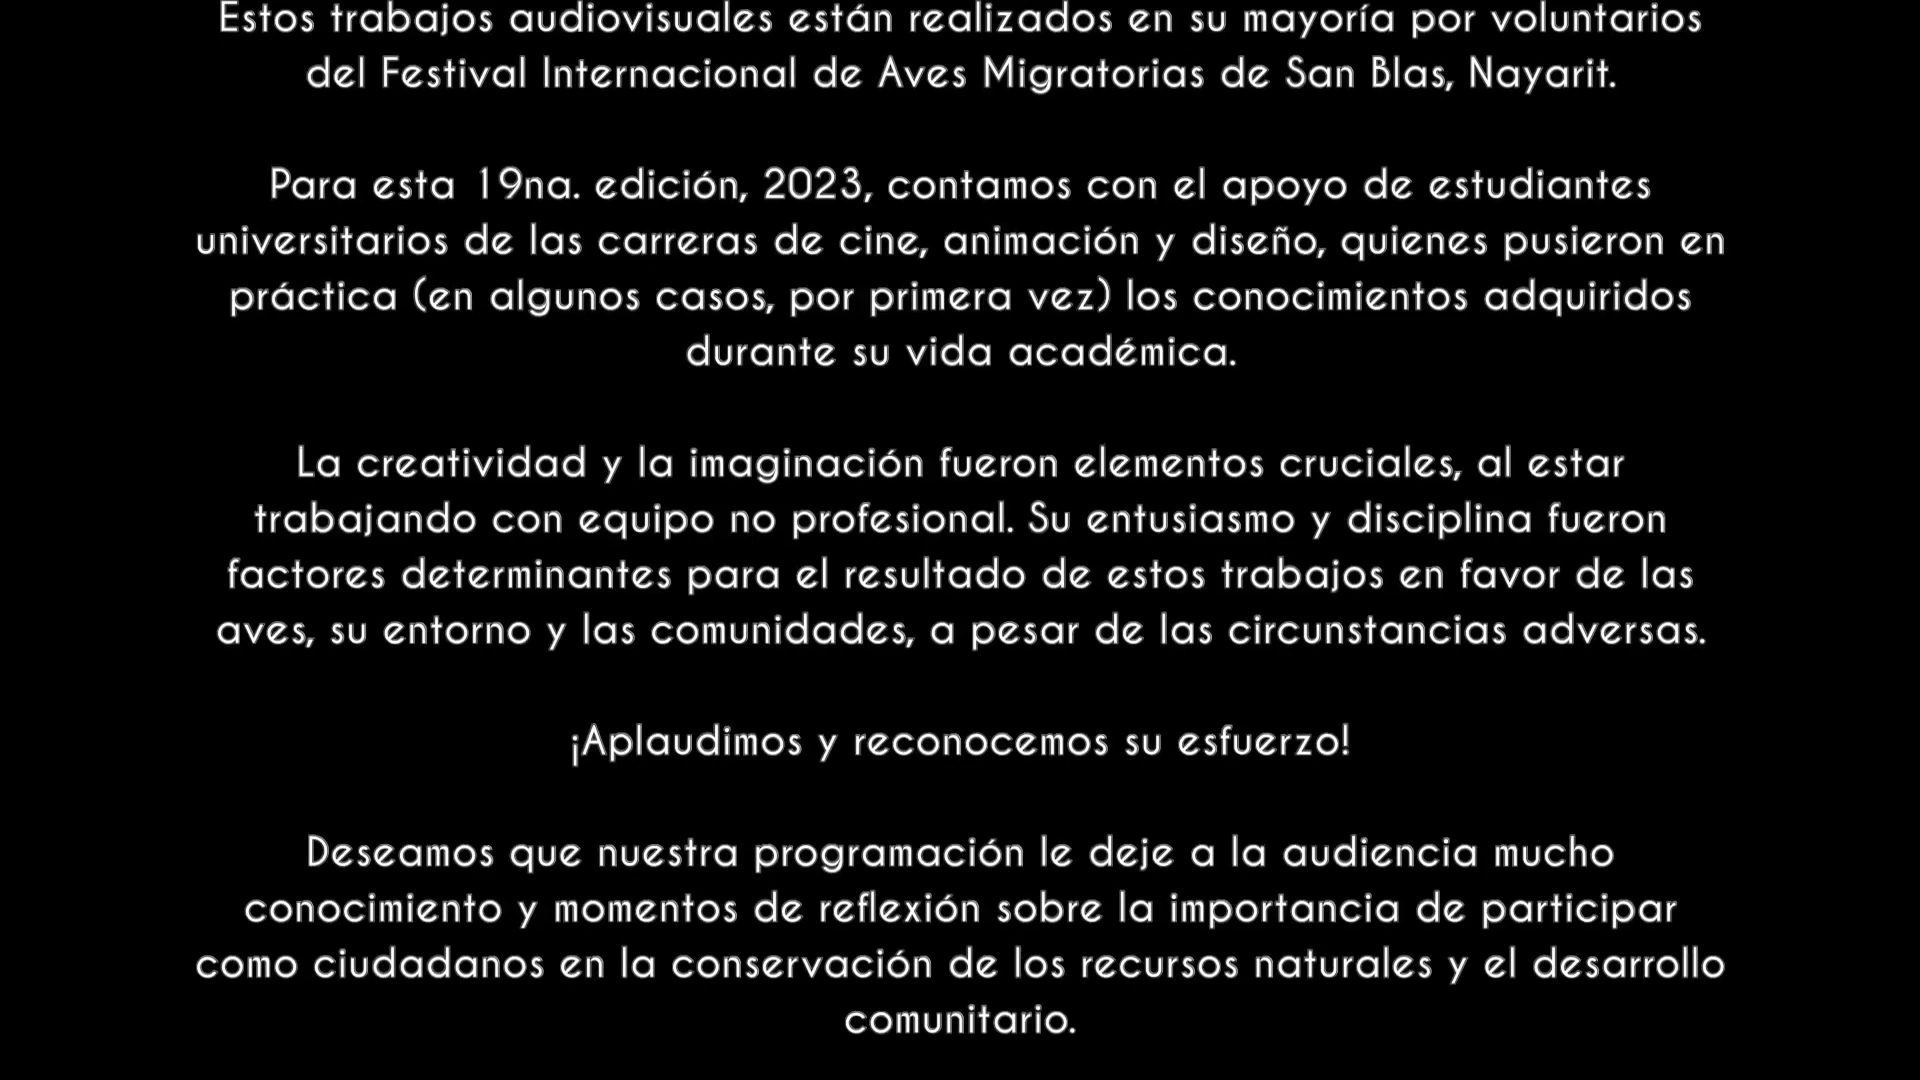 Estos trabajos audiovisuales están realizados en su mayoría por voluntarios
del Festival Internacional de Aves Migratorias de San Blas, Nayarit.
Para esta 19na. edición, 2023, contamos con el apoyo de estudiantes
universitarios de las carreras de cine, animación y diseño, quienes pusieron en
práctica (en algunos casos, por primera vez) los conocimientos adquiridos
durante su vida académica.
La creatividad y la imaginación fueron elementos cruciales, al estar
trabajando con equipo no profesional. Su entusiasmo y disciplina fueron
factores determinantes para el resultado de estos trabajos en favor de las
aves, su entorno y las comunidades, a pesar de las circunstancias adversas.
¡Aplaudimos y reconocemos su esfuerzo!
Deseamos que nuestra programación le deje a la audiencia mucho
conocimiento y momentos de reflexión sobre la importancia de participar
como ciudadanos en la conservación de los recursos naturales y el desarrollo
comunitario.